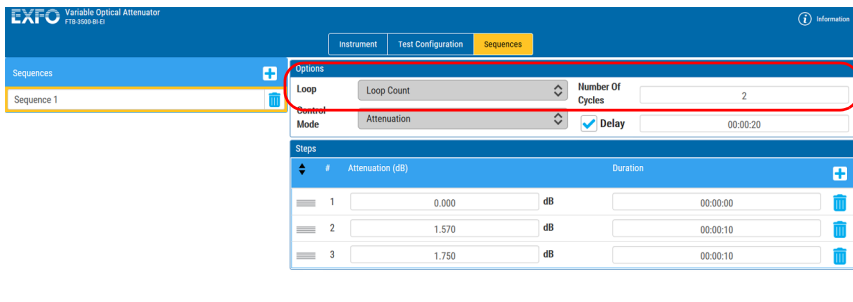 EXFO Variable Optical Attenuator
FTB-3500-BI-EI
Information
Instrument Test Configuration Sequences
Sequences
Sequence 1
Options
Loop Loop Count Number Of Cycles 2
Control Mode Attenuation Delay 00:00:20
Steps
# Attenuation (dB) Duration
1 0.000 dB 00:00:00
2 1.570 dB 00:00:10
3 1.750 dB 00:00:10